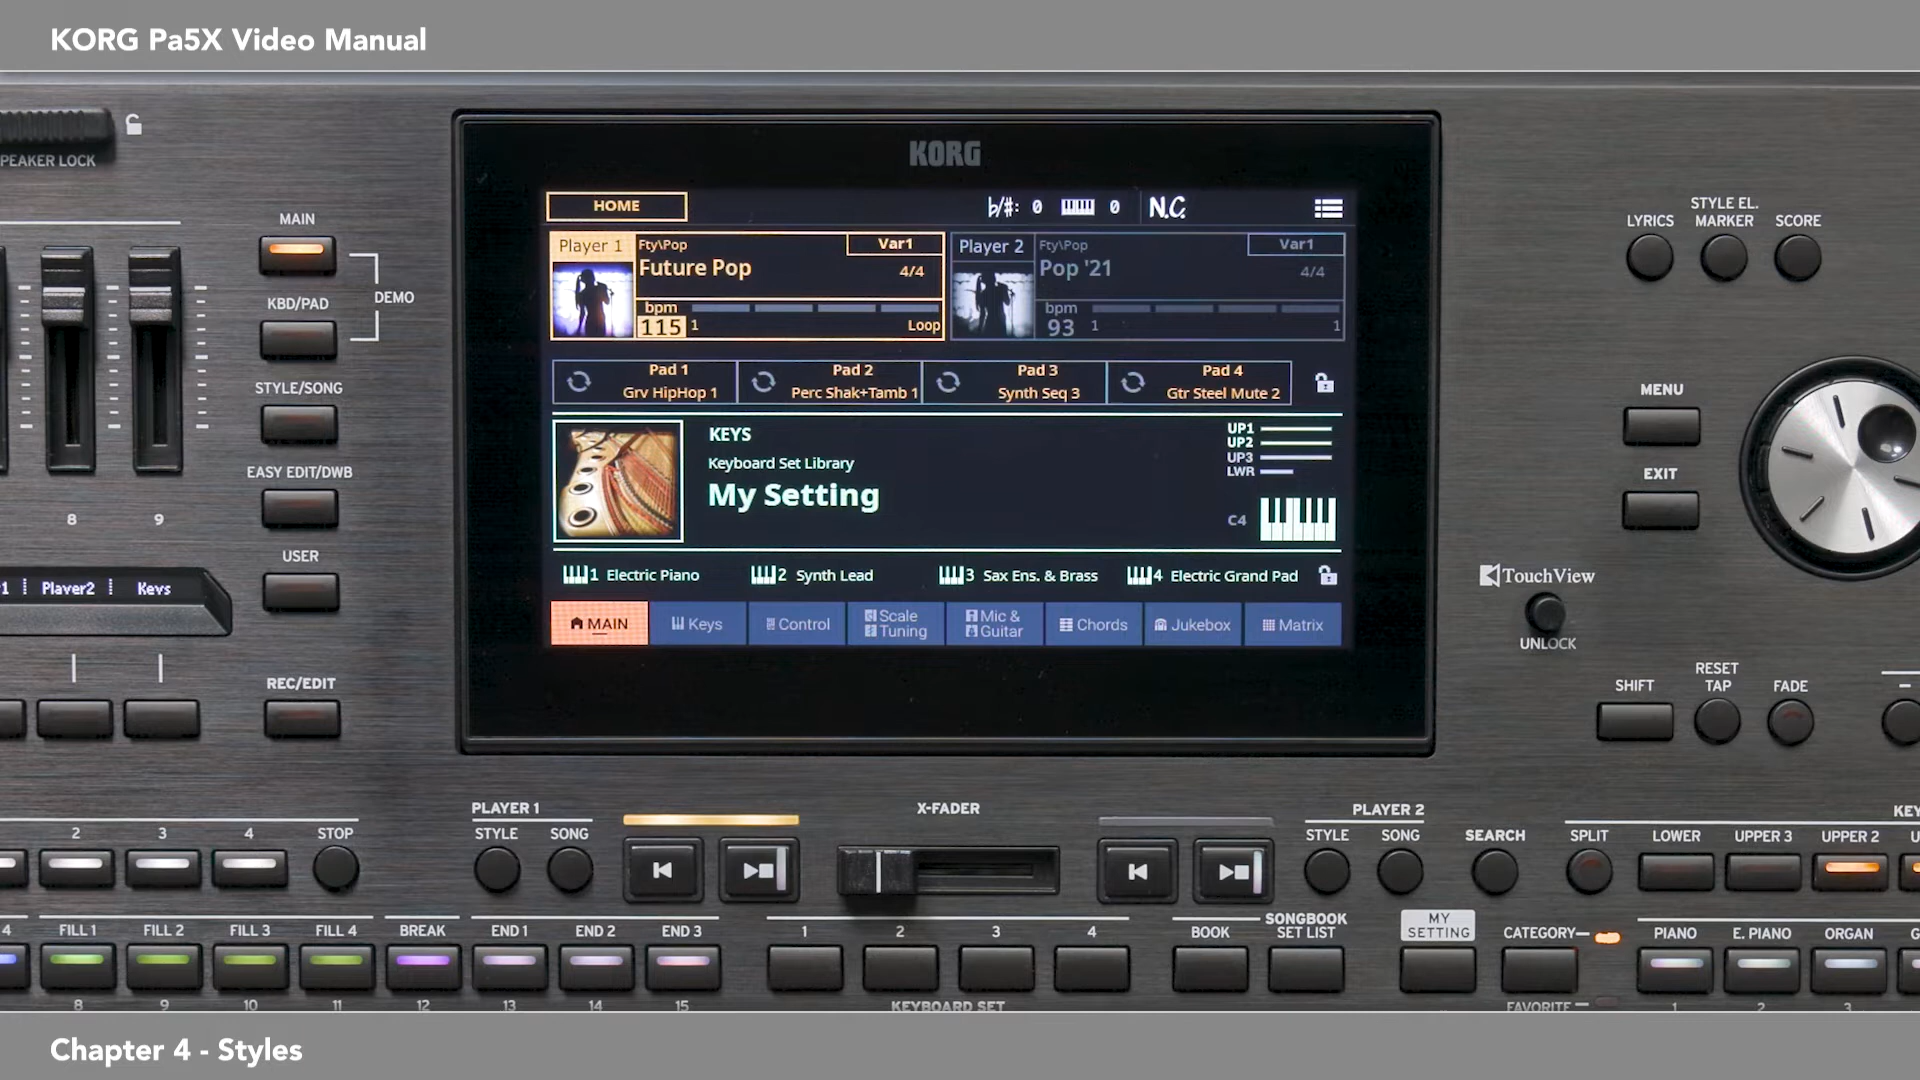 KORG Pa5X Video Manual
PEAKER LOCK
MAIN
KBD/PAD
DEMO
STYLE/SONG
EASY EDIT/DWB
USER
REC/EDIT
8 9
1 Player2 Keys
KORG
HOME
b/#: 0 0 N.C.
Player 1 Fty\Pop Var1
Future Pop 4/4
bpm
115 1 Loop
Player 2 Fty\Pop Var1
Pop '21 4/4
bpm
93 1 1
Pad 1
Grv HipHop 1
Pad 2
Perc Shak+Tamb 1
Pad 3
Synth Seq 3
Pad 4
Gtr Steel Mute 2
KEYS
Keyboard Set Library
My Setting
UP1
UP2
UP3
LWR
C4
1 Electric Piano
2 Synth Lead
3 Sax Ens. & Brass
4 Electric Grand Pad
MAIN
Keys
Control
Scale
Tuning
Mic &
Guitar
Chords
Jukebox
Matrix
LYRICS
STYLE EL.
MARKER
SCORE
MENU
EXIT
TouchView
UNLOCK
SHIFT
RESET
TAP
FADE
–
2 3 4 STOP
PLAYER 1
STYLE SONG
X-FADER
PLAYER 2
STYLE SONG
SEARCH
KEY
SPLIT LOWER UPPER 3 UPPER 2 U
4 FILL 1 FILL 2 FILL 3 FILL 4 BREAK END 1 END 2 END 3
8 9 10 11 12 13 14 15
1 2 3 4
KEYBOARD SET
BOOK
SONGBOOK
SET LIST
MY
SETTING
CATEGORY
FAVORITE
PIANO E. PIANO ORGAN G
1 2 3
Chapter 4 - Styles